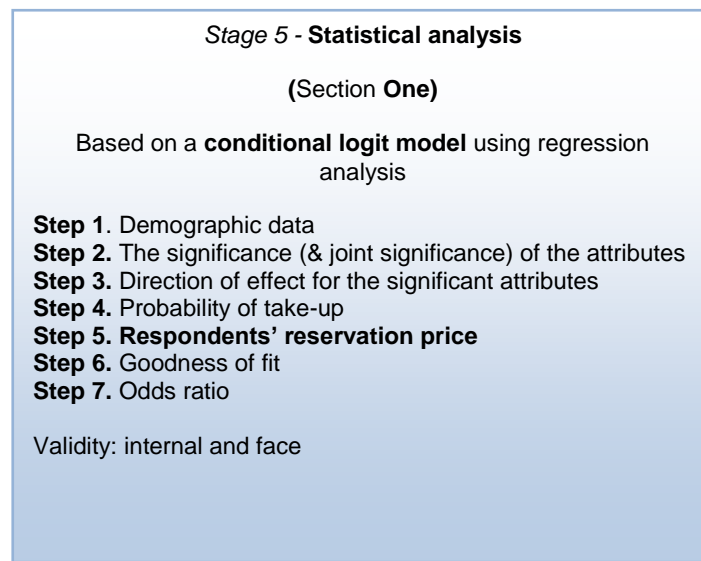 Stage 5 - Statistical analysis
(Section One)
Based on a conditional logit model using regression
analysis
Step 1. Demographic data
Step 2. The significance (& joint significance) of the attributes
Step 3. Direction of effect for the significant attributes
Step 4. Probability of take-up
Step 5. Respondents’ reservation price
Step 6. Goodness of fit
Step 7. Odds ratio
Validity: internal and face